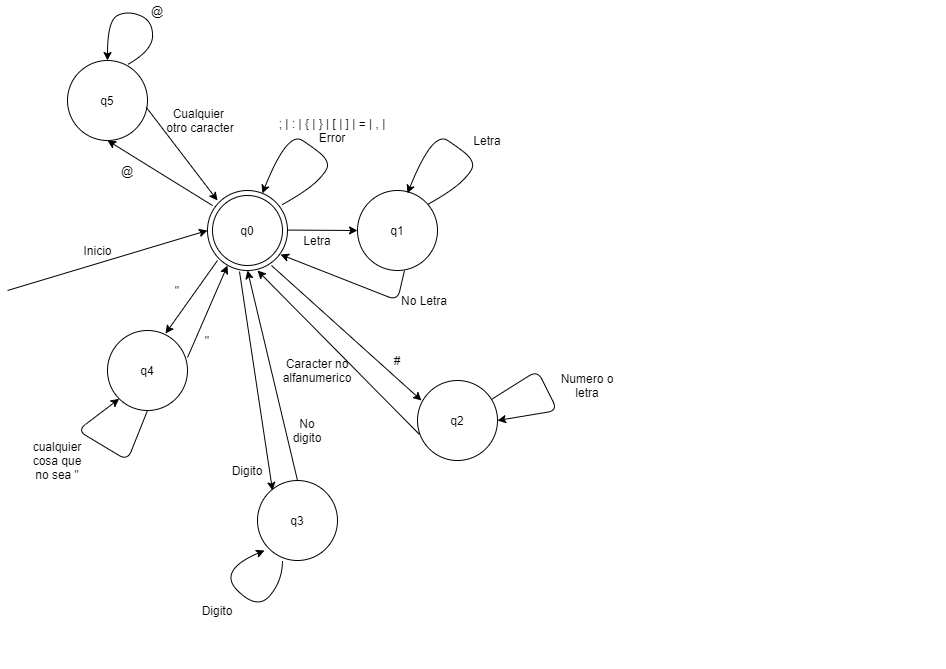 @
q5
Cualquier
otro caracter
; | : | { | } | [ | ] | = | , |
Error
Letra
@
q0
q1
Letra
Inicio
"
No Letra
"
q4
Caracter no
alfanumerico
#
Numero o
letra
q2
cualquier
cosa que
no sea "
No
digito
Digito
q3
Digito